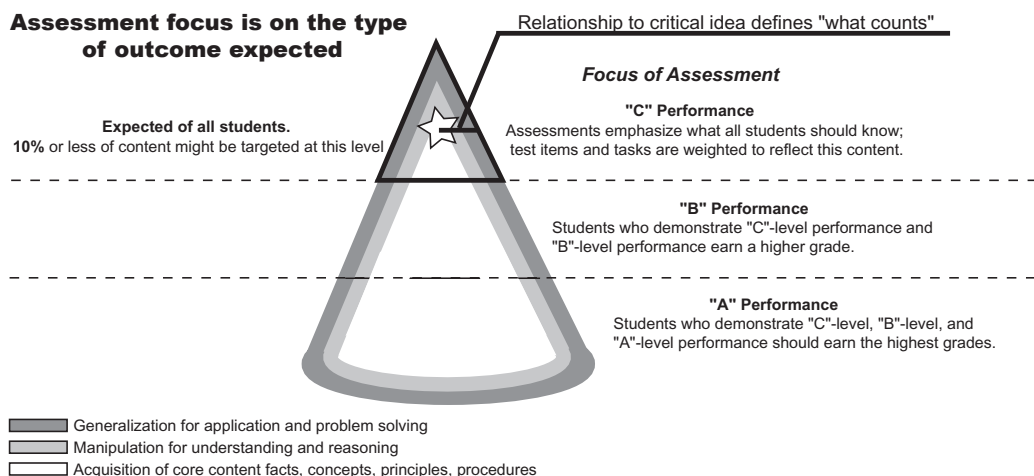 Assessment focus is on the type
of outcome expected
Relationship to critical idea defines "what counts"
Focus of Assessment
Expected of all students.
10% or less of content might be targeted at this level
"C" Performance
Assessments emphasize what all students should know;
test items and tasks are weighted to reflect this content.
"B" Performance
Students who demonstrate "C"-level performance and
"B"-level performance earn a higher grade.
"A" Performance
Students who demonstrate "C"-level, "B"-level, and
"A"-level performance should earn the highest grades.
Generalization for application and problem solving
Manipulation for understanding and reasoning
Acquisition of core content facts, concepts, principles, procedures